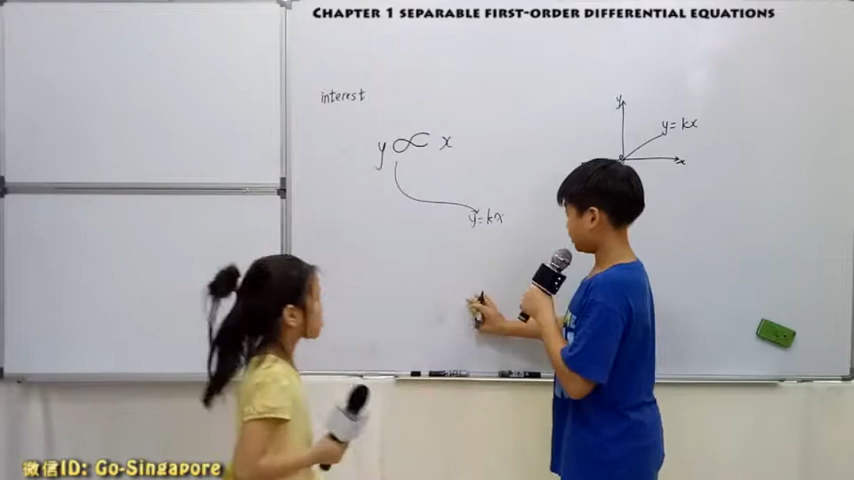 CHAPTER 1 SEPARABLE FIRST-ORDER DIFFERENTIAL EQUATIONS
interest
y ∝ x
y = kx
y
y = kx
x
微信ID: Go-Singapore